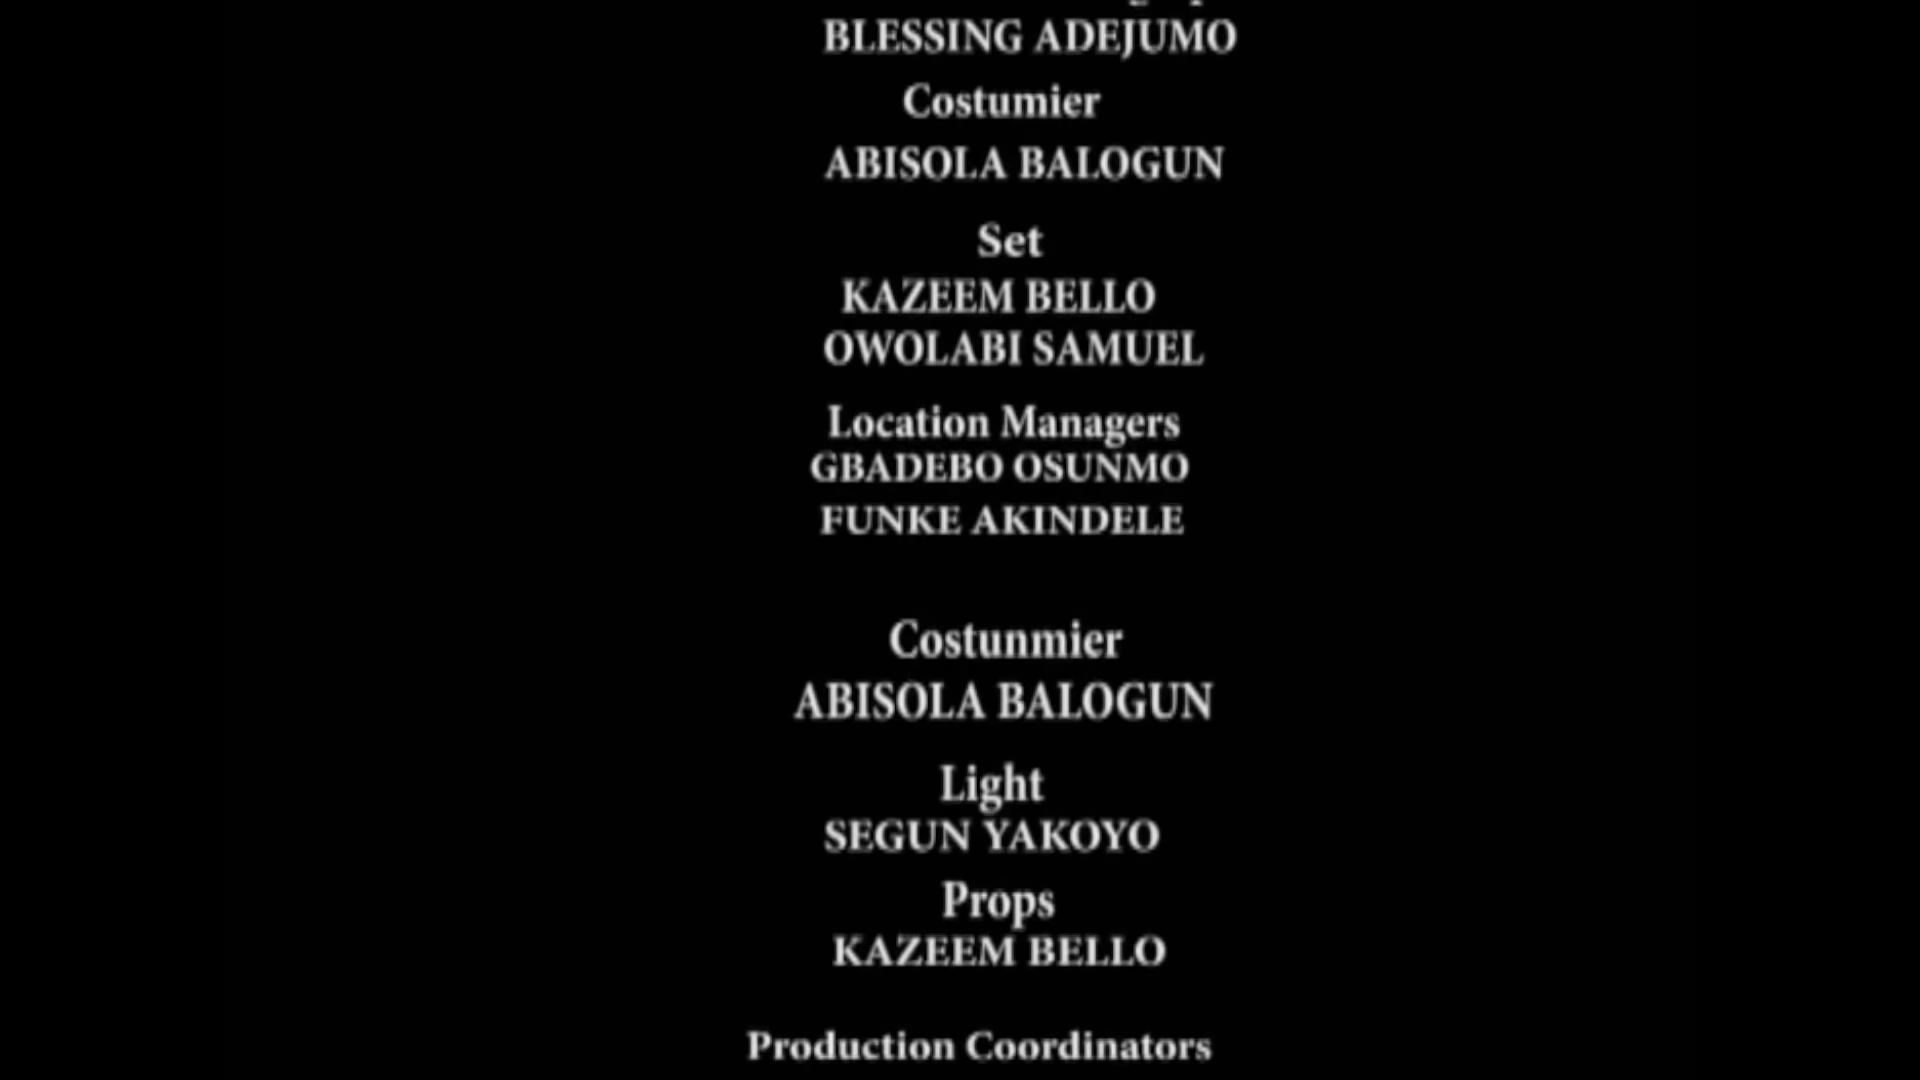 BLESSING ADEJUMO
Costumier
ABISOLA BALOGUN
Set
KAZEEM BELLO
OWOLABI SAMUEL
Location Managers
GBADEBO OSUNMO
FUNKE AKINDELE
Costunmier
ABISOLA BALOGUN
Light
SEGUN YAKOYO
Props
KAZEEM BELLO
Production Coordinators